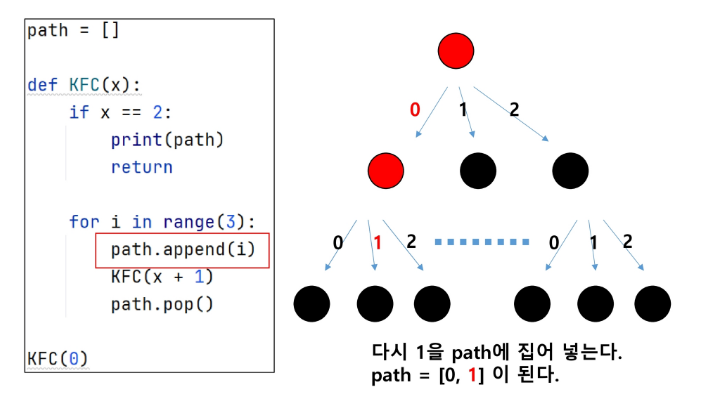 path = []
def KFC(x):
if x == 2:
print(path)
return
for i in range(3):
path.append(i)
KFC(x + 1)
path.pop()
KFC(0)
0 1 2
0 1 2 0 1 2
다시 1을 path에 집어 넣는다.
path = [0, 1] 이 된다.